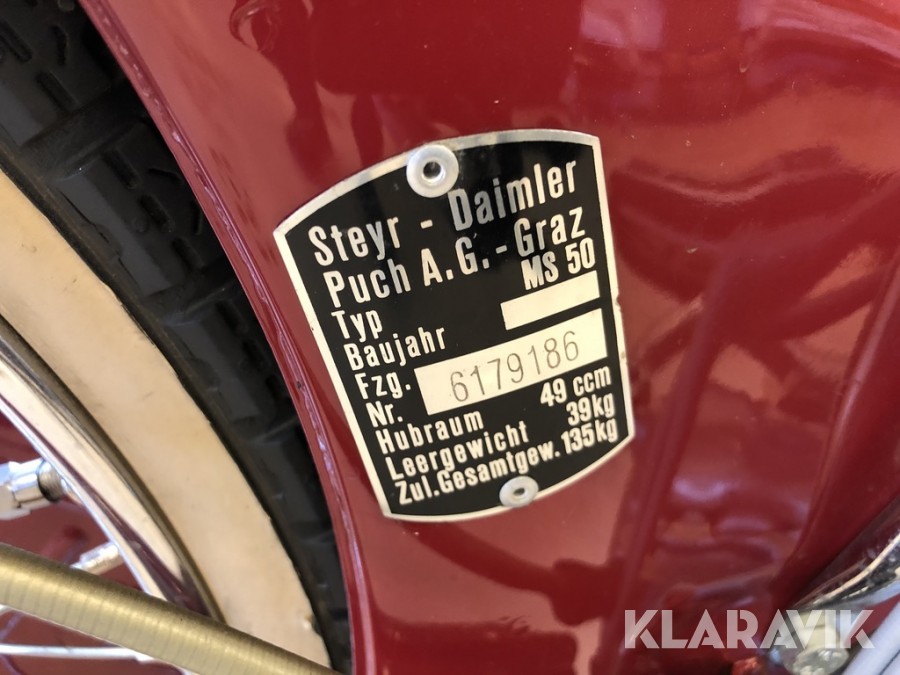 Steyr - Daimler
Puch A.G. - Graz
Typ MS 50
Baujahr
Fzg. Nr. 6179186
Hubraum 49 ccm
Leergewicht 39kg
Zul.Gesamtgew. 135kg
KLARAVIK